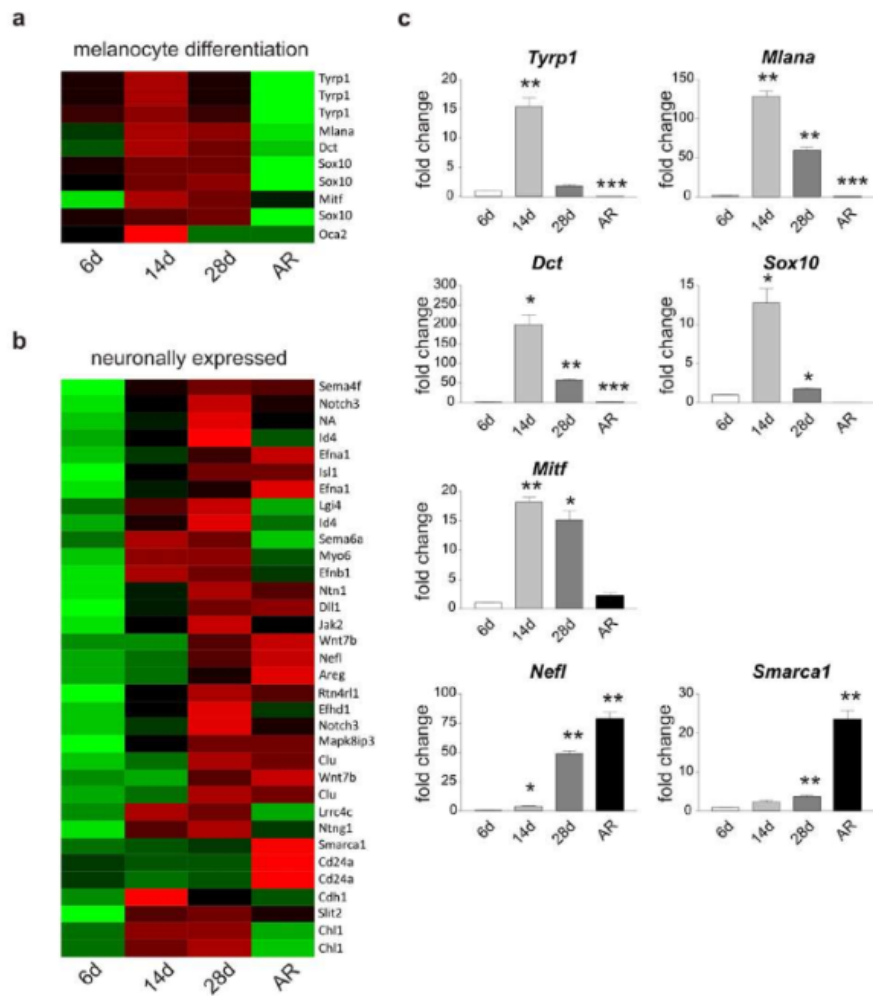 a
melanocyte differentiation
Tyrp1
Tyrp1
Tyrp1
Mlana
Dct
Sox10
Sox10
Mitf
Sox10
Oca2
6d 14d 28d AR
b
neuronally expressed
Sema4f
Notch3
NA
Id4
Efna1
Isl1
Efna1
Lgi4
Id4
Sema6a
Myo6
Efnb1
Ntn1
Dll1
Jak2
Wnt7b
Nefl
Areg
Rtn4rl1
Efhd1
Notch3
Mapk8ip3
Clu
Wnt7b
Clu
Lrrc4c
Ntng1
Smarca1
Cd24a
Cd24a
Cdh1
Slit2
Chl1
Chl1
6d 14d 28d AR
c
Tyrp1
fold change
20
15
10
5
0
**
***
6d 14d 28d AR
Mlana
fold change
150
100
50
0
**
**
***
6d 14d 28d AR
Dct
fold change
300
250
200
150
100
50
0
*
**
***
6d 14d 28d AR
Sox10
fold change
15
10
5
0
*
*
6d 14d 28d AR
Mitf
fold change
20
15
10
5
0
**
*
6d 14d 28d AR
Nefl
fold change
100
75
50
25
0
*
**
**
6d 14d 28d AR
Smarca1
fold change
30
20
10
0
**
**
6d 14d 28d AR